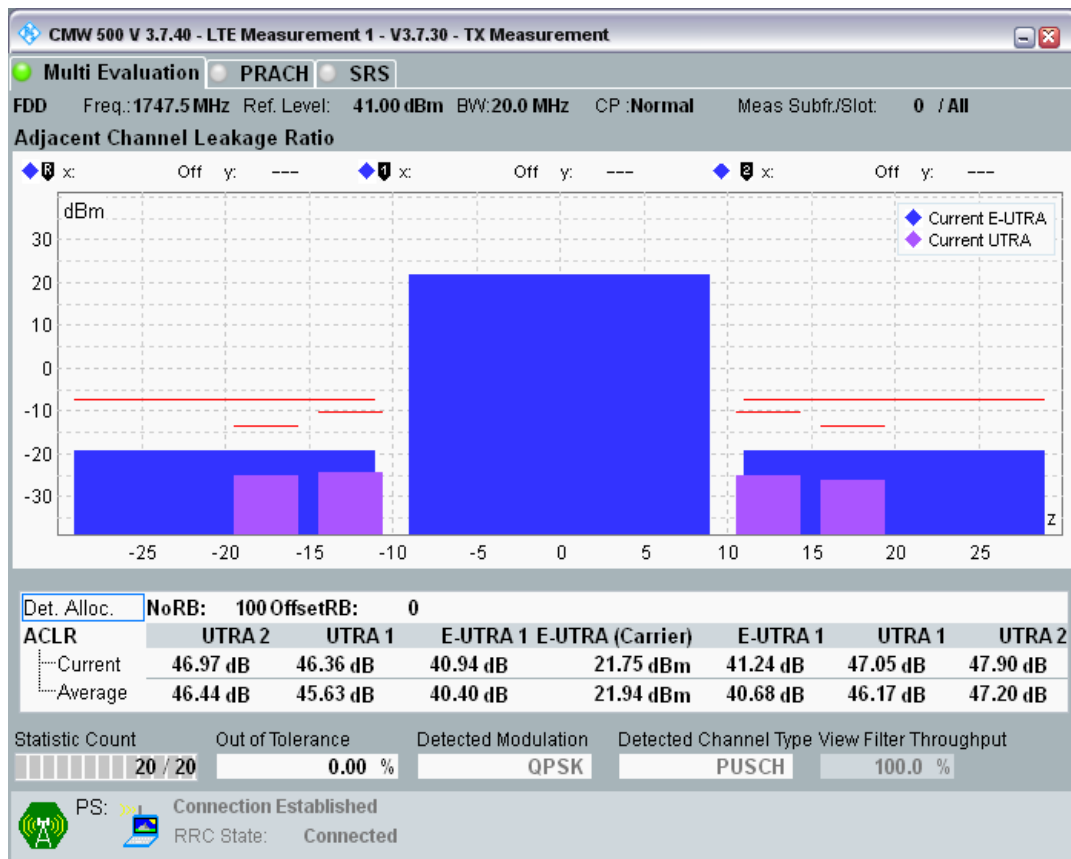 CMW 500 V 3.7.40 - LTE Measurement 1 - V3.7.30 - TX Measurement
Multi Evaluation PRACH SRS
FDD Freq.:1747.5 MHz Ref. Level: 41.00 dBm BW:20.0 MHz CP :Normal Meas Subfr./Slot: 0 / All
Adjacent Channel Leakage Ratio
R x: Off y: --- 1 x: Off y: --- 2 x: Off y: ---
dBm
Current E-UTRA
Current UTRA
30
20
10
0
-10
-20
-30
z
-25 -20 -15 -10 -5 0 5 10 15 20 25
Det. Alloc. NoRB: 100 OffsetRB: 0
ACLR UTRA 2 UTRA 1 E-UTRA 1 E-UTRA (Carrier) E-UTRA 1 UTRA 1 UTRA 2
Current 46.97 dB 46.36 dB 40.94 dB 21.75 dBm 41.24 dB 47.05 dB 47.90 dB
Average 46.44 dB 45.63 dB 40.40 dB 21.94 dBm 40.68 dB 46.17 dB 47.20 dB
Statistic Count Out of Tolerance Detected Modulation Detected Channel Type View Filter Throughput
20 / 20 0.00 % QPSK PUSCH 100.0 %
PS: Connection Established
RRC State: Connected